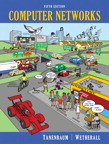 FIFTH EDITION
COMPUTER NETWORKS
TANENBAUM | WETHERALL